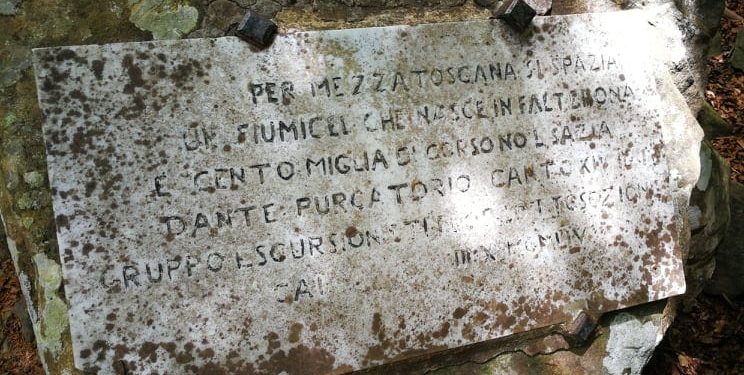 PER MEZZA TOSCANA SI SPAZIA
UN FIUMICEL CHE NASCE IN FALTERONA
E CENTO MIGLIA DI CORSO NOL SAZIA
DANTE PURGATORIO CANTO XIV
GRUPPO ESCURSIONISTI
CAI